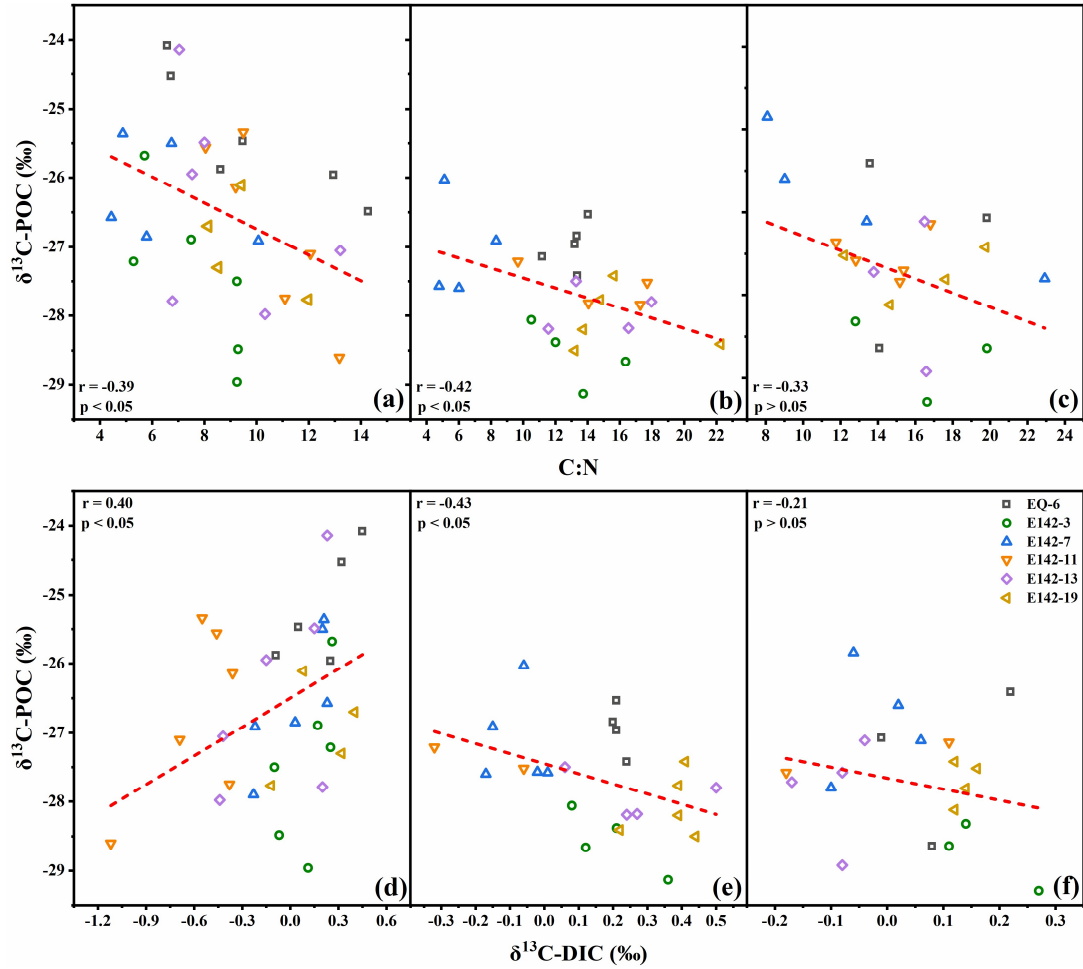 δ¹³C-POC (‰)
-24
-25
-26
-27
-28
-29
r = -0.39
p < 0.05
(a)
r = -0.42
p < 0.05
(b)
r = -0.33
p > 0.05
(c)
4 6 8 10 12 14
4 6 8 10 12 14 16 18 20 22
8 10 12 14 16 18 20 22 24
C:N
δ¹³C-POC (‰)
-24
-25
-26
-27
-28
-29
r = 0.40
p < 0.05
(d)
r = -0.43
p < 0.05
(e)
r = -0.21
p > 0.05
EQ-6
E142-3
E142-7
E142-11
E142-13
E142-19
(f)
-1.2 -0.9 -0.6 -0.3 0.0 0.3 0.6
-0.3 -0.2 -0.1 0.0 0.1 0.2 0.3 0.4 0.5
-0.2 -0.1 0.0 0.1 0.2 0.3
δ¹³C-DIC (‰)